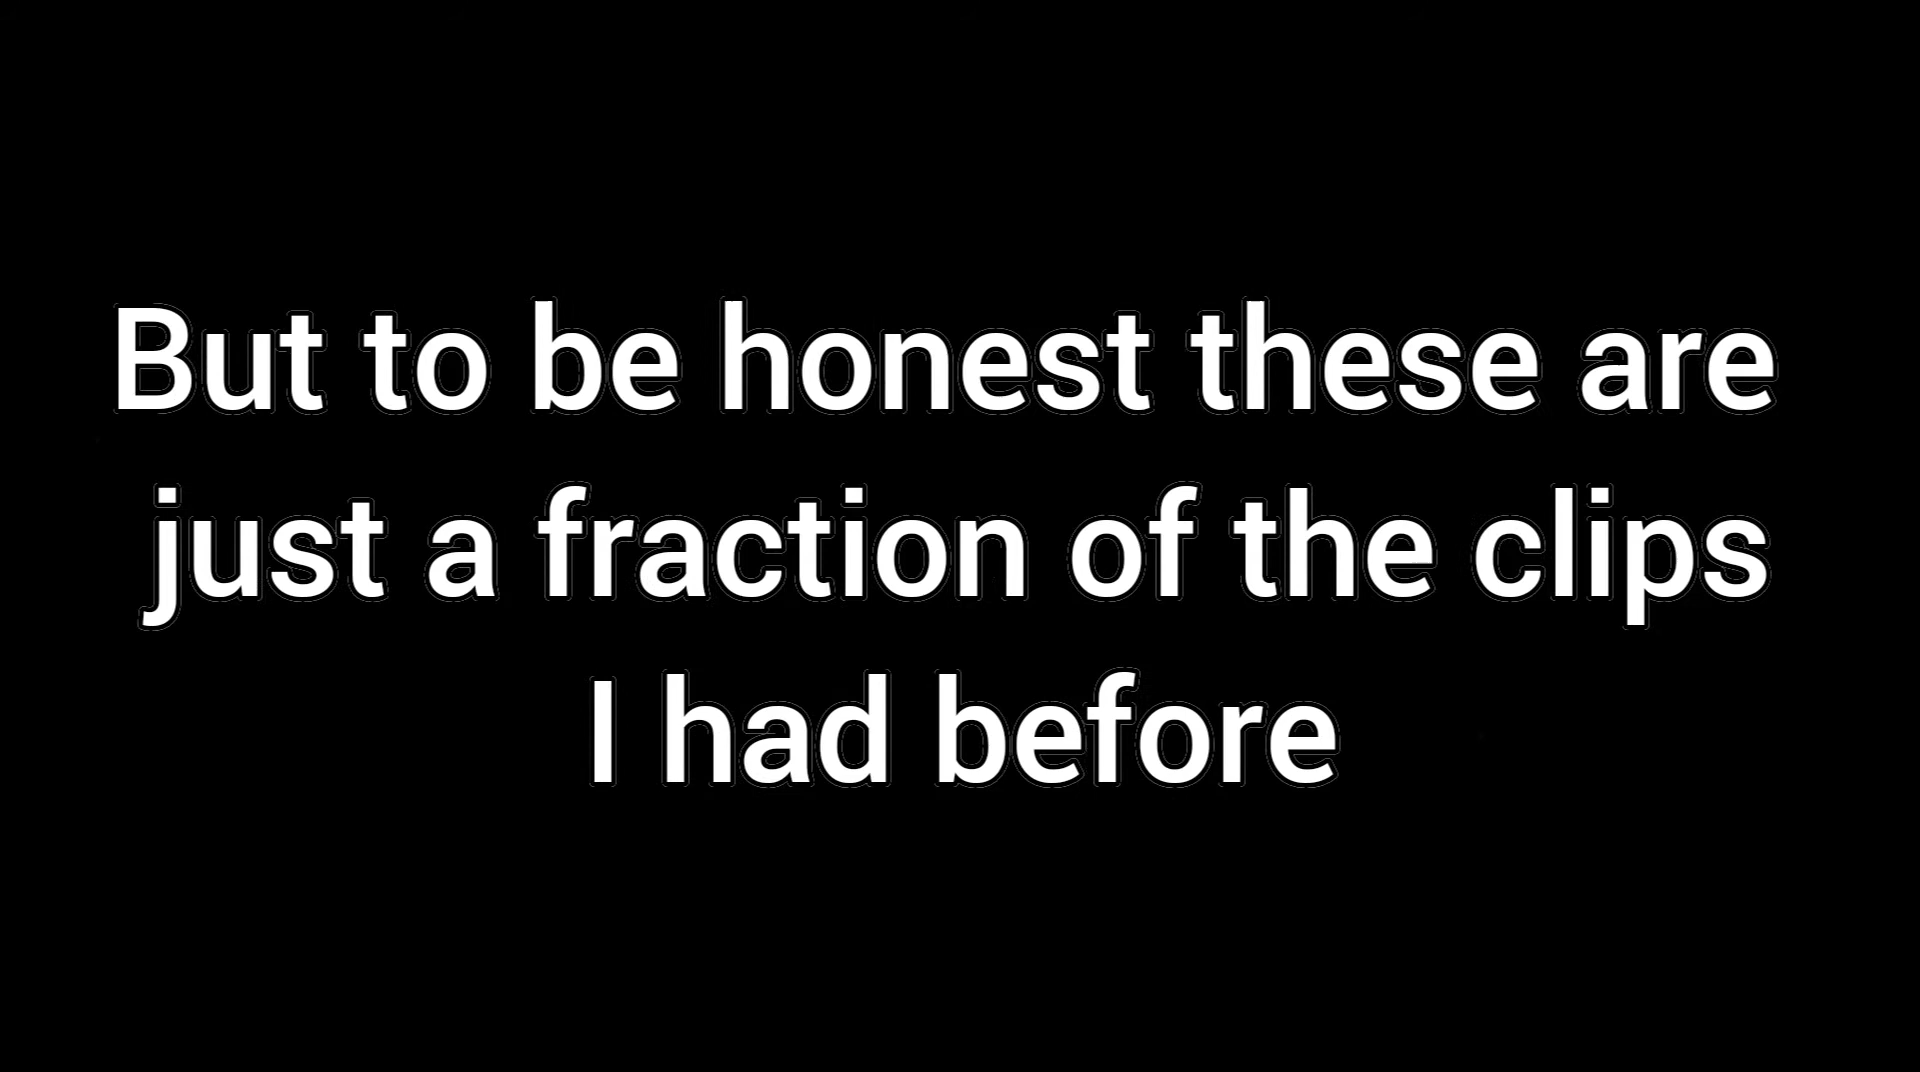 But to be honest these are
just a fraction of the clips
I had before